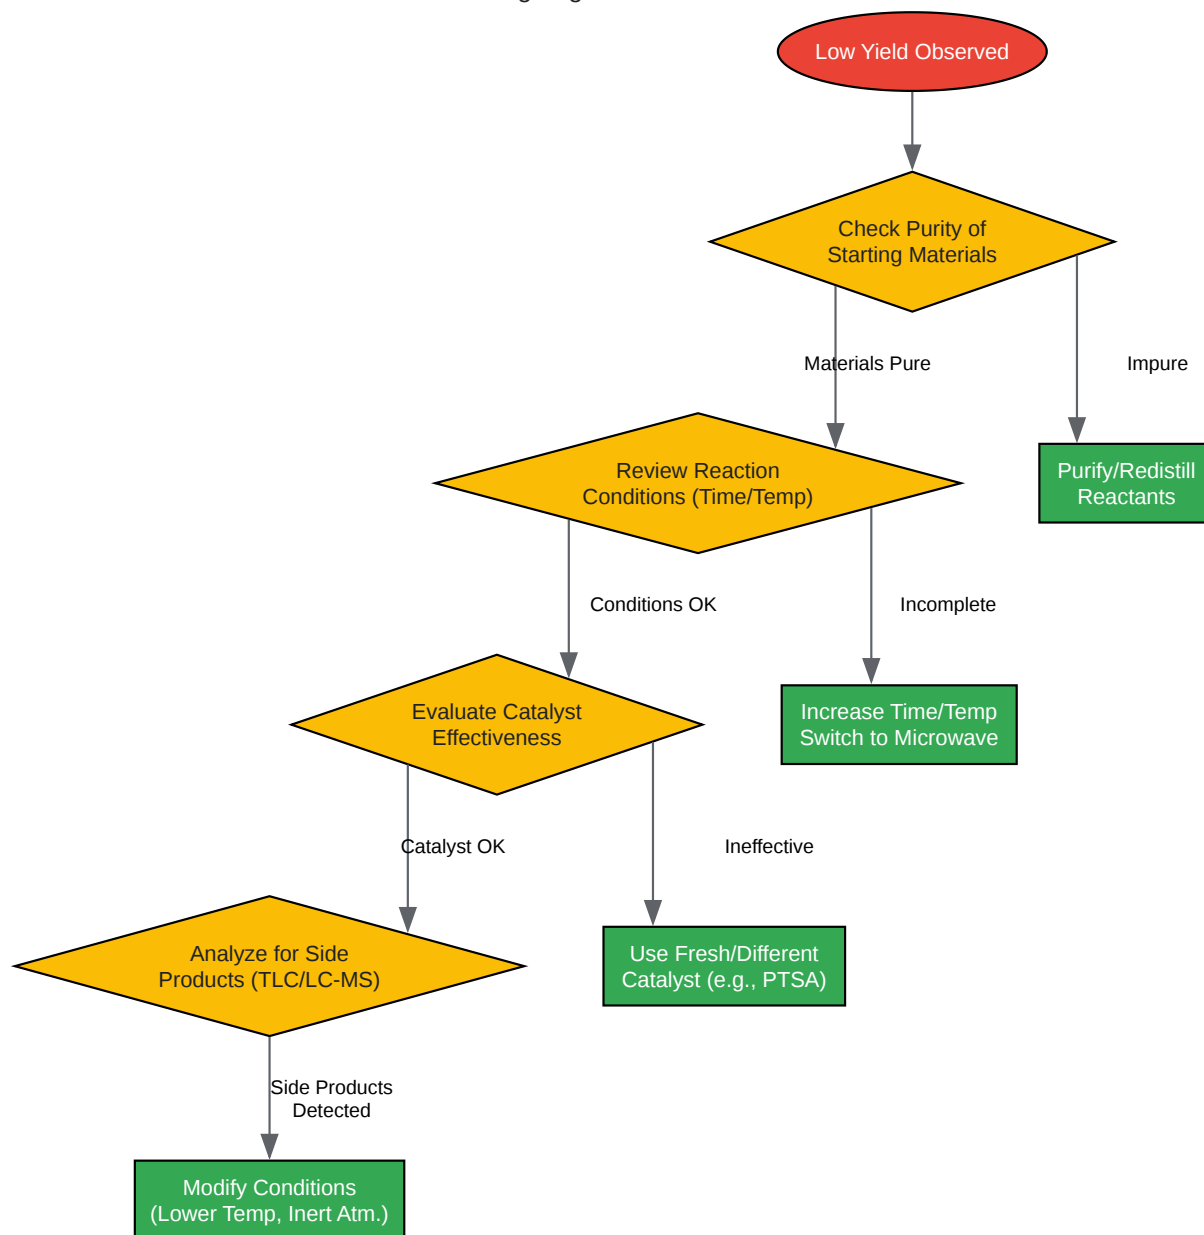 Low Yield Observed
Check Purity of
Starting Materials
Materials Pure
Impure
Review Reaction
Conditions (Time/Temp)
Purify/Redistill
Reactants
Conditions OK
Incomplete
Evaluate Catalyst
Effectiveness
Increase Time/Temp
Switch to Microwave
Catalyst OK
Ineffective
Analyze for Side
Products (TLC/LC-MS)
Use Fresh/Different
Catalyst (e.g., PTSA)
Side Products
Detected
Modify Conditions
(Lower Temp, Inert Atm.)